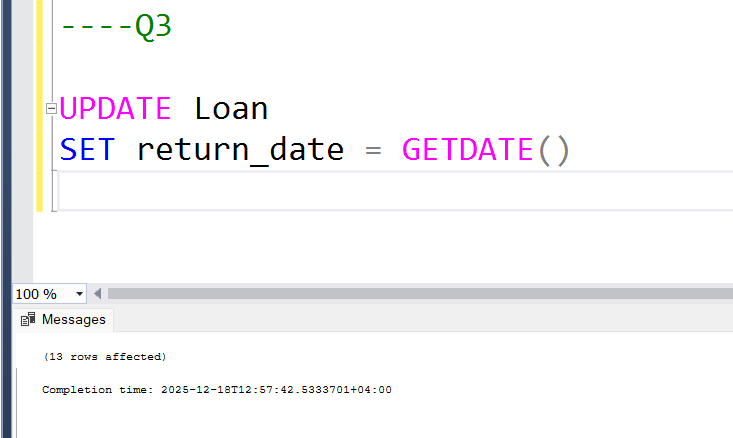 ----Q3
UPDATE Loan
SET return_date = GETDATE()
100 %
Messages
(13 rows affected)
Completion time: 2025-12-18T12:57:42.5333701+04:00